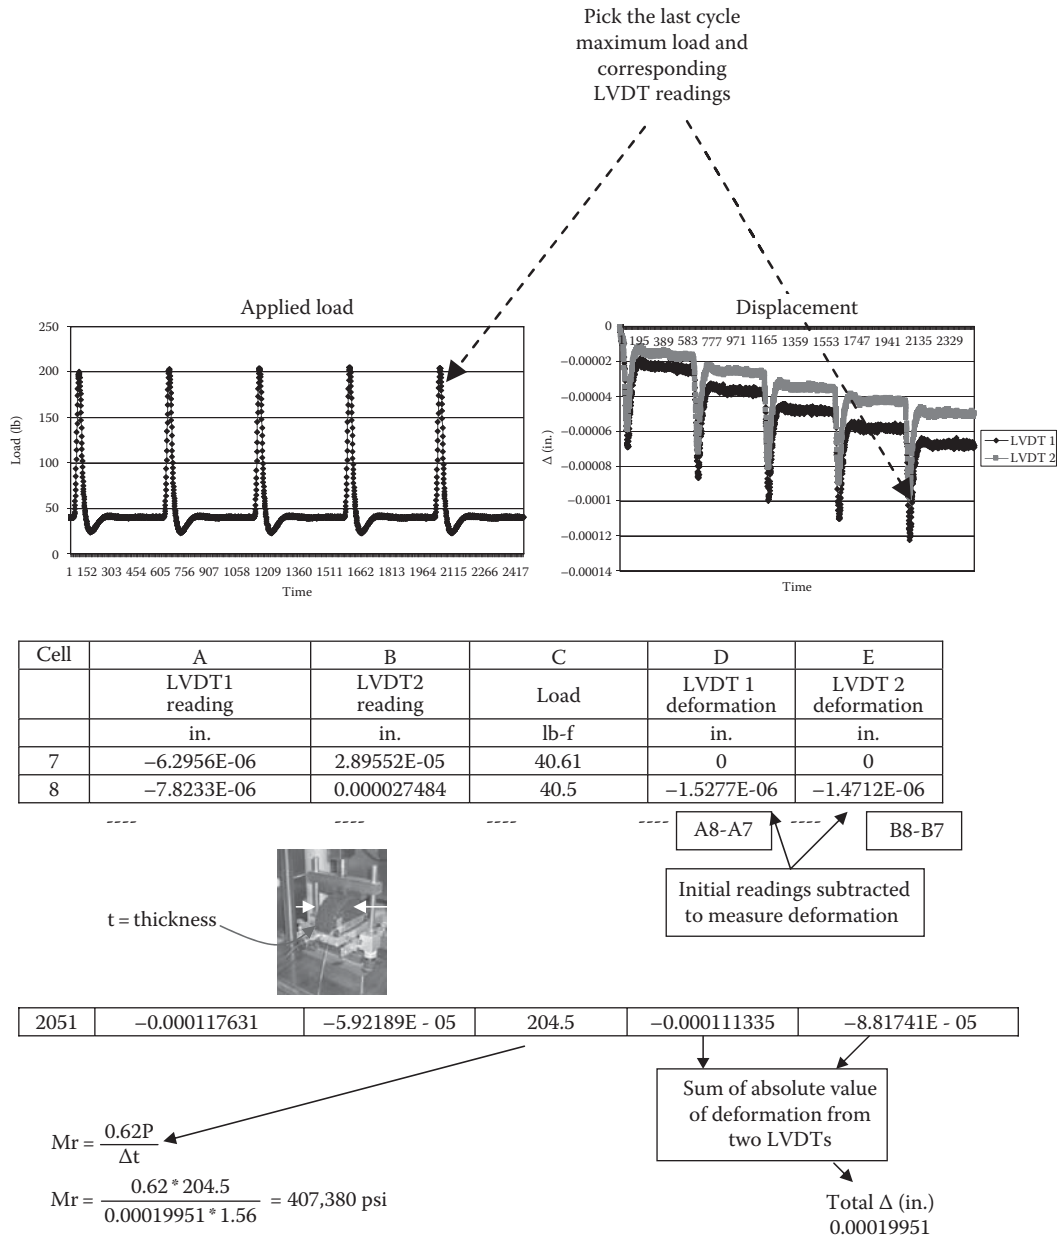 Pick the last cycle
maximum load and
corresponding
LVDT readings
Applied load
250
200
150
100
50
0
Load (lb)
1 152 303 454 605 756 907 1058 1209 1360 1511 1662 1813 1964 2115 2266 2417
Time
Displacement
0
−0.00002
−0.00004
−0.00006
−0.00008
−0.0001
−0.00012
−0.00014
Δ (in.)
1 195 389 583 777 971 1165 1359 1553 1747 1941 2135 2329
Time
LVDT 1
LVDT 2
Cell A B C D E
LVDT1 reading LVDT2 reading Load LVDT 1 deformation LVDT 2 deformation
in. in. lb-f in. in.
7 −6.2956E-06 2.89552E-05 40.61 0 0
8 −7.8233E-06 0.000027484 40.5 −1.5277E-06 −1.4712E-06
---- ---- ---- ---- ----
A8-A7 B8-B7
Initial readings subtracted
to measure deformation
t = thickness
2051 −0.000117631 −5.92189E - 05 204.5 −0.000111335 −8.81741E - 05
Sum of absolute value
of deformation from
two LVDTs
Total Δ (in.)
0.00019951
Mr = 0.62P / Δt
Mr = 0.62 * 204.5 / 0.00019951 * 1.56 = 407,380 psi